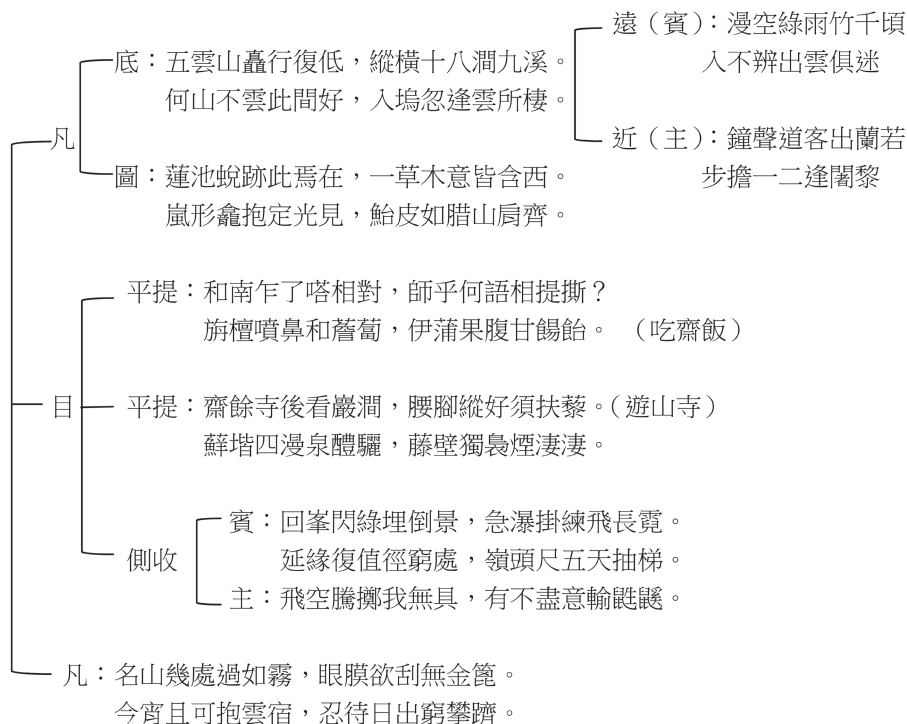 遠（賓）：漫空綠雨竹千頃
入不辨出雲俱迷
底：五雲山矗行復低，縱橫十八澗九溪。
何山不雲此間好，入塢忽逢雲所棲。
凡
近（主）：鐘聲道客出蘭若
步擔一二逢闍黎
圖：蓮池蛻跡此焉在，一草木意皆含西。
嵐形龕抱定光見，鮐皮如腊山肩齊。
平提：和南乍了嗒相對，師乎何語相提撕？
旃檀噴鼻和薝蔔，伊蒲果腹甘餳飴。（吃齋飯）
目
平提：齋餘寺後看巖澗，腰腳縱好須扶藜。（遊山寺）
蘚堦四漫泉醴驪，藤壁獨裊煙淒淒。
側收
賓：回峯閃綠埋倒景，急瀑掛練飛長霓。
延緣復值徑窮處，嶺頭尺五天抽梯。
主：飛空騰擲我無具，有不盡意輸鼪鼷。
凡：名山幾處過如霧，眼膜欲刮無金篦。
今宵且可抱雲宿，忍待日出窮攀躋。